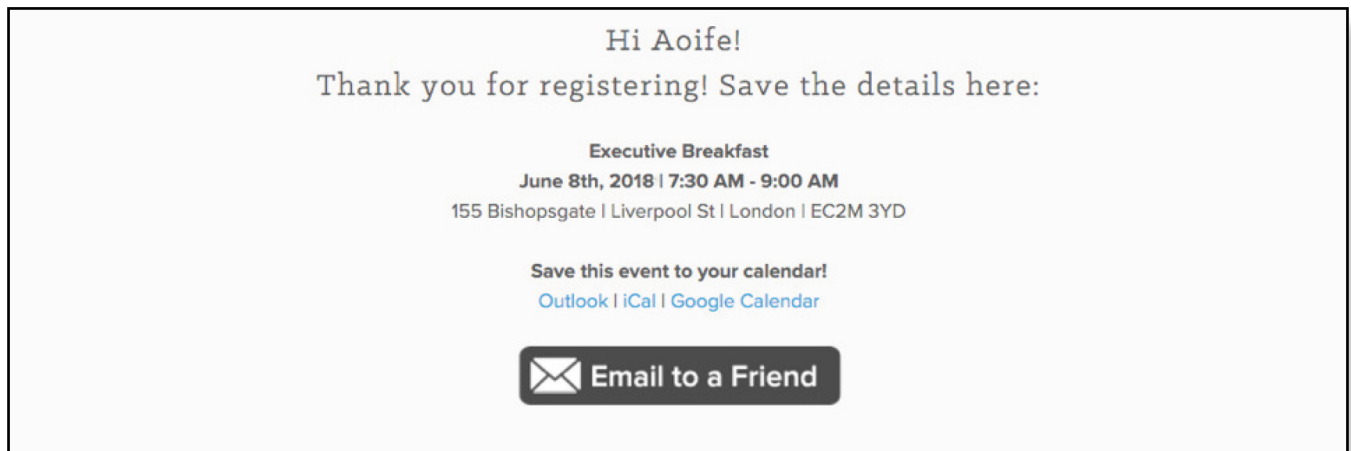 Hi Aoife!
Thank you for registering! Save the details here:
Executive Breakfast
June 8th, 2018 | 7:30 AM - 9:00 AM
155 Bishopsgate | Liverpool St | London | EC2M 3YD
Save this event to your calendar!
Outlook | iCal | Google Calendar
Email to a Friend